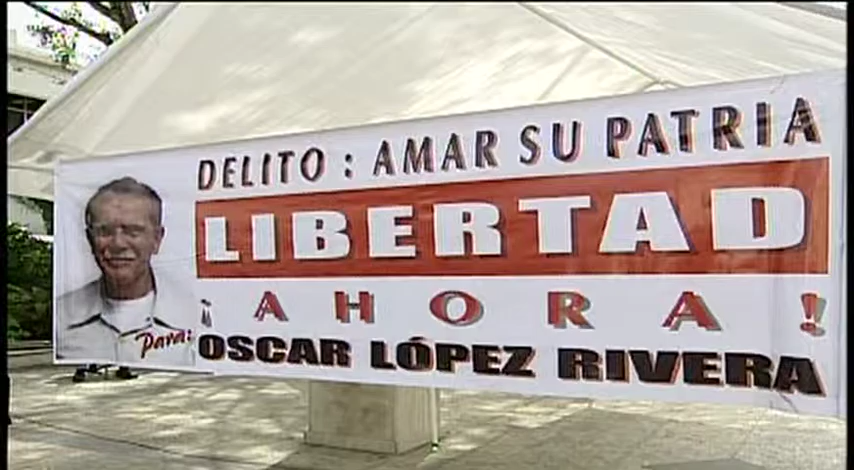 DELITO : AMAR SU PATRIA
LIBERTAD
¡AHORA!
Para:
OSCAR LÓPEZ RIVERA